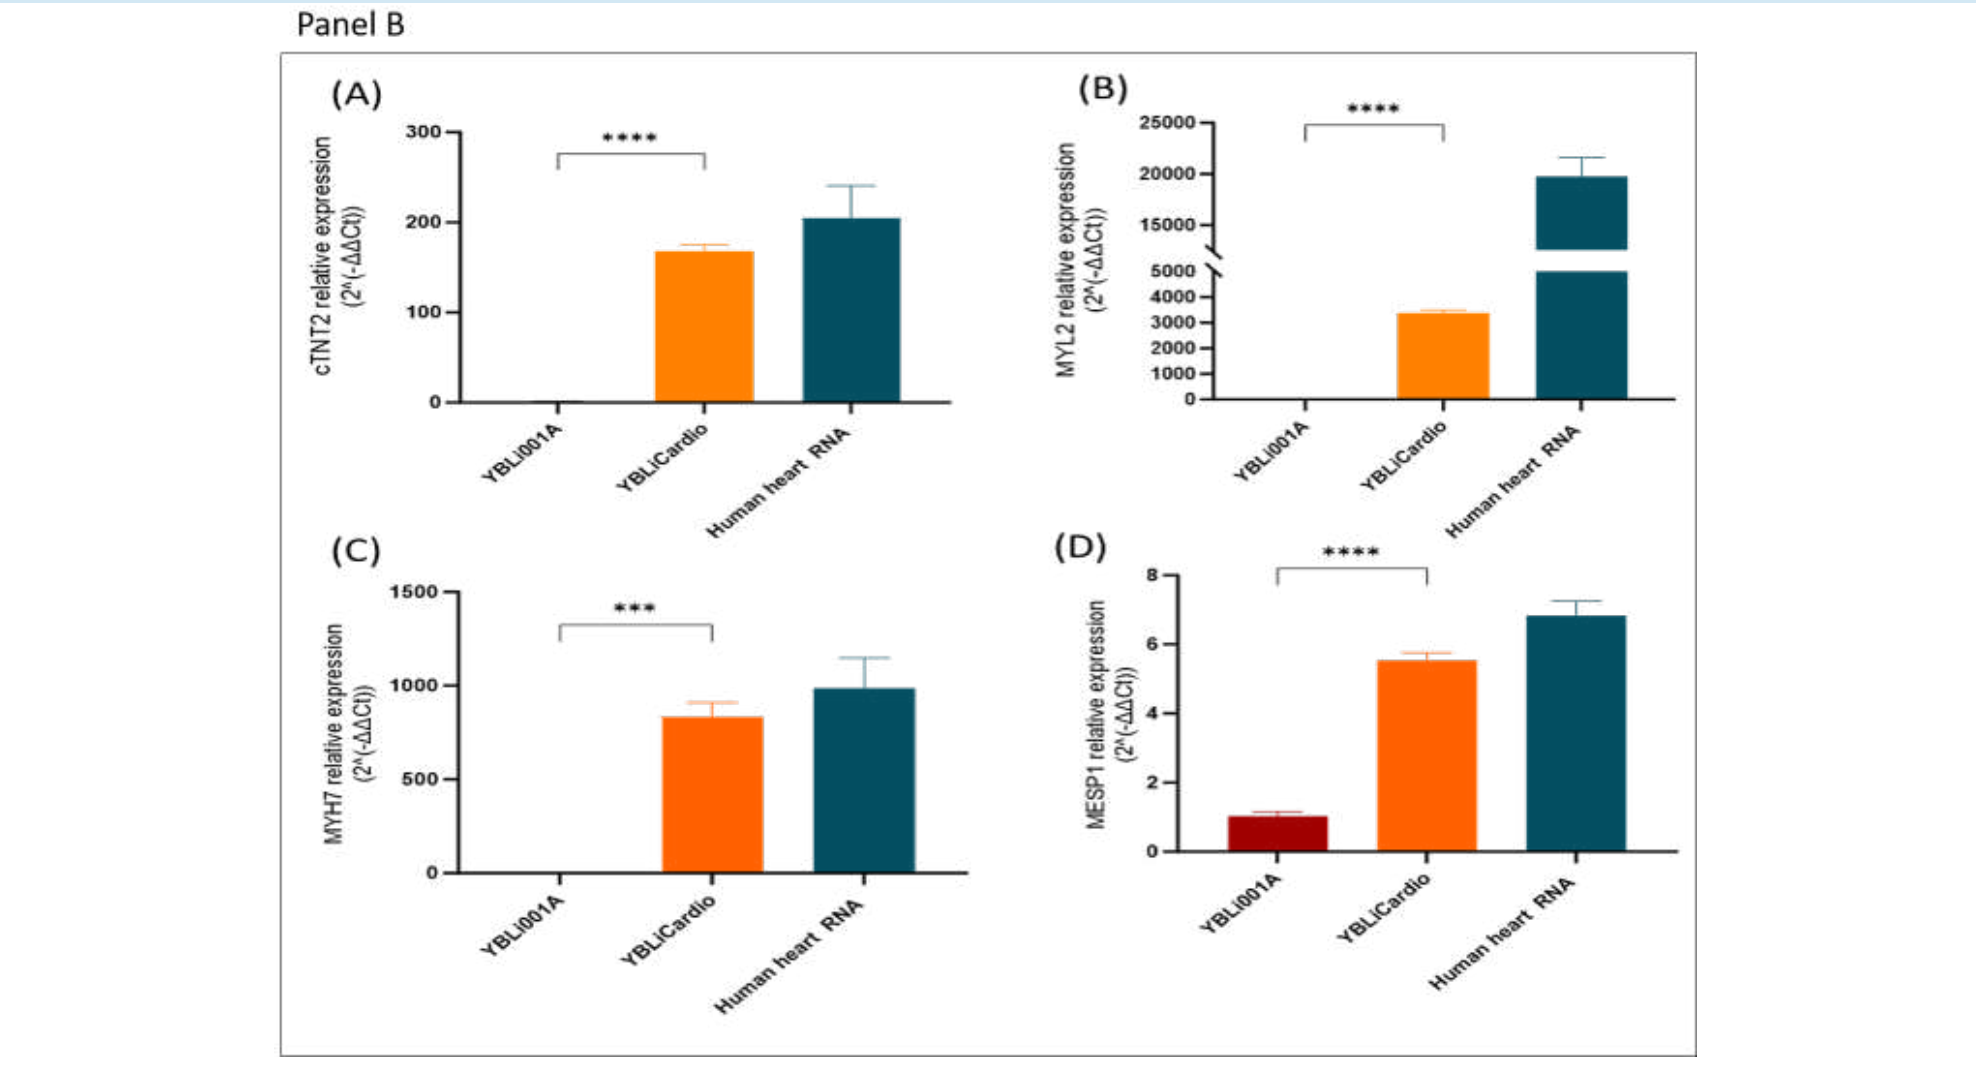 Panel B
(A)
cTNT2 relative expression
(2^(-ΔΔCt))
300
200
100
0
****
YBLi001A
YBLiCardio
Human heart RNA
(B)
MYL2 relative expression
(2^(-ΔΔCt))
25000
20000
15000
5000
4000
3000
2000
1000
0
****
YBLi001A
YBLiCardio
Human heart RNA
(C)
MYH7 relative expression
(2^(-ΔΔCt))
1500
1000
500
0
***
YBLi001A
YBLiCardio
Human heart RNA
(D)
MESP1 relative expression
(2^(-ΔΔCt))
8
6
4
2
0
****
YBLi001A
YBLiCardio
Human heart RNA